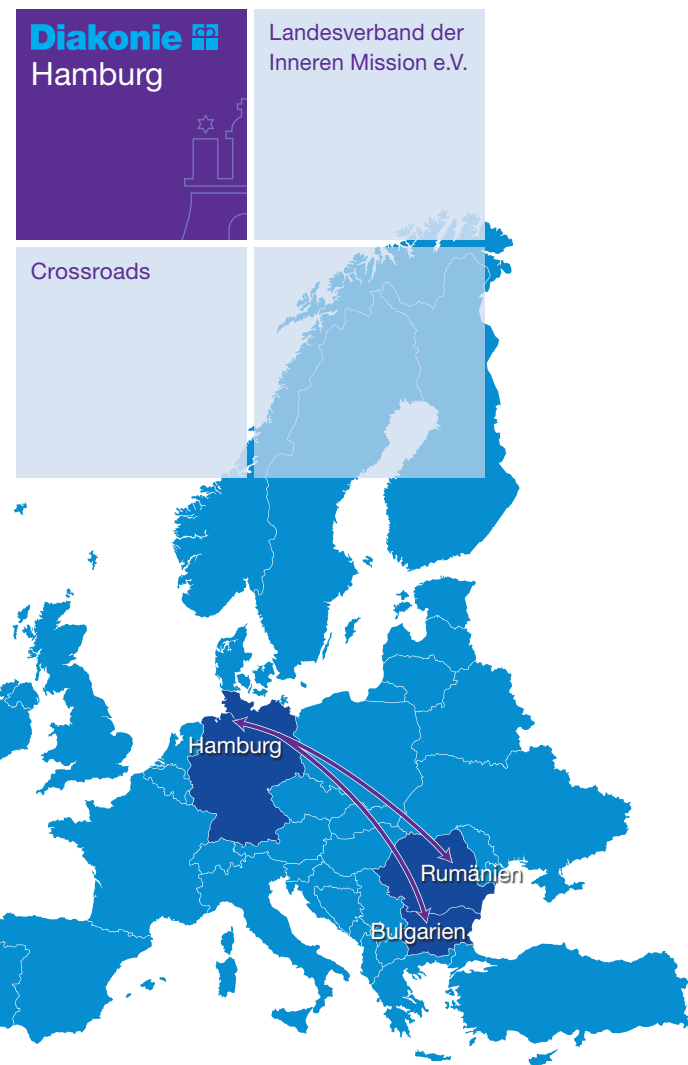 Diakonie
Hamburg
Landesverband der
Inneren Mission e.V.
Crossroads
Hamburg
Rumänien
Bulgarien